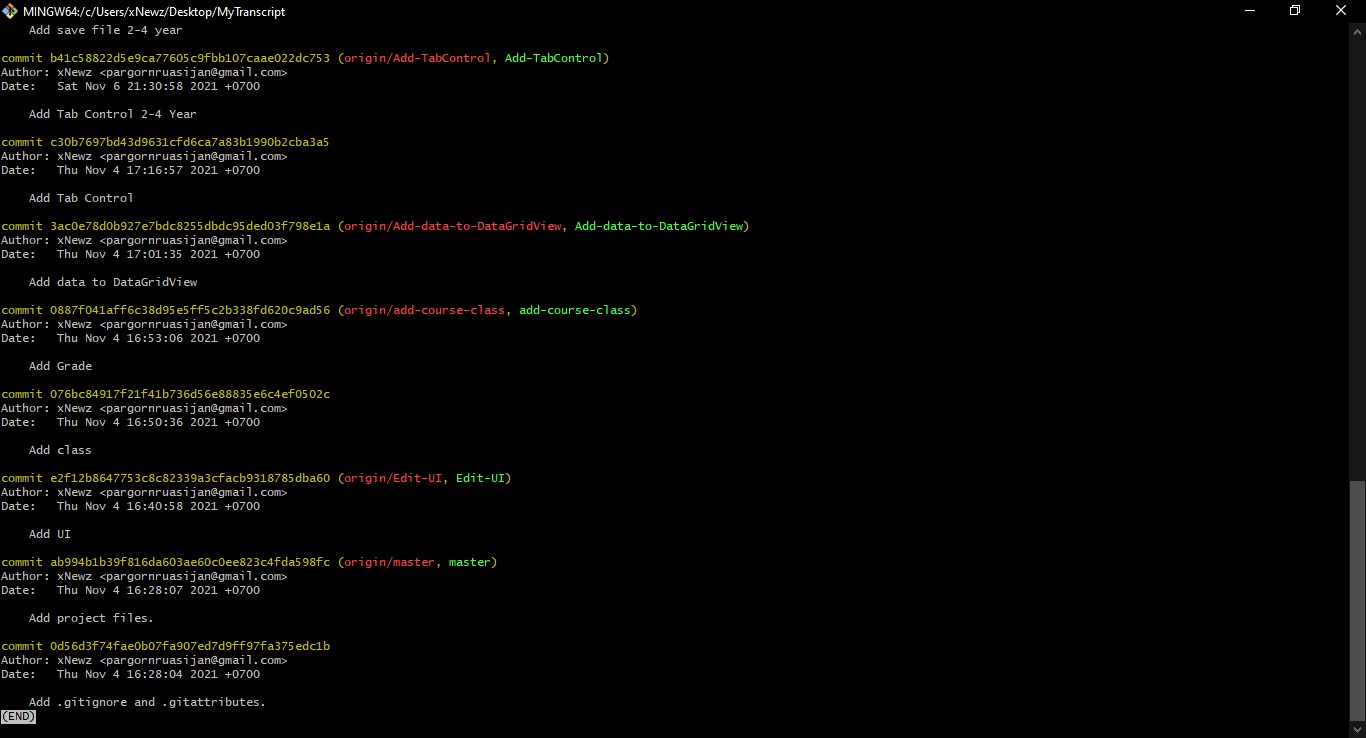 MINGW64:/c/Users/xNewz/Desktop/MyTranscript
Add save file 2-4 year
commit b41c58822d5e9ca77605c9fbb107caae022dc753 (origin/Add-TabControl, Add-TabControl)
Author: xNewz <pargornruasijan@gmail.com>
Date:   Sat Nov 6 21:30:58 2021 +0700
Add Tab Control 2-4 Year
commit c30b7697bd43d9631cfd6ca7a83b1990b2cba3a5
Author: xNewz <pargornruasijan@gmail.com>
Date:   Thu Nov 4 17:16:57 2021 +0700
Add Tab Control
commit 3ac0e78d0b927e7bdc8255dbdc95ded03f798e1a (origin/Add-data-to-DataGridView, Add-data-to-DataGridView)
Author: xNewz <pargornruasijan@gmail.com>
Date:   Thu Nov 4 17:01:35 2021 +0700
Add data to DataGridView
commit 0887f041aff6c38d95e5ff5c2b338fd620c9ad56 (origin/add-course-class, add-course-class)
Author: xNewz <pargornruasijan@gmail.com>
Date:   Thu Nov 4 16:53:06 2021 +0700
Add Grade
commit 076bc84917f21f41b736d56e88835e6c4ef0502c
Author: xNewz <pargornruasijan@gmail.com>
Date:   Thu Nov 4 16:50:36 2021 +0700
Add class
commit e2f12b8647753c8c82339a3cfacb9318785dba60 (origin/Edit-UI, Edit-UI)
Author: xNewz <pargornruasijan@gmail.com>
Date:   Thu Nov 4 16:40:58 2021 +0700
Add UI
commit ab994b1b39f816da603ae60c0ee823c4fda598fc (origin/master, master)
Author: xNewz <pargornruasijan@gmail.com>
Date:   Thu Nov 4 16:28:07 2021 +0700
Add project files.
commit 0d56d3f74fae0b07fa907ed7d9ff97fa375edc1b
Author: xNewz <pargornruasijan@gmail.com>
Date:   Thu Nov 4 16:28:04 2021 +0700
Add .gitignore and .gitattributes.
(END)